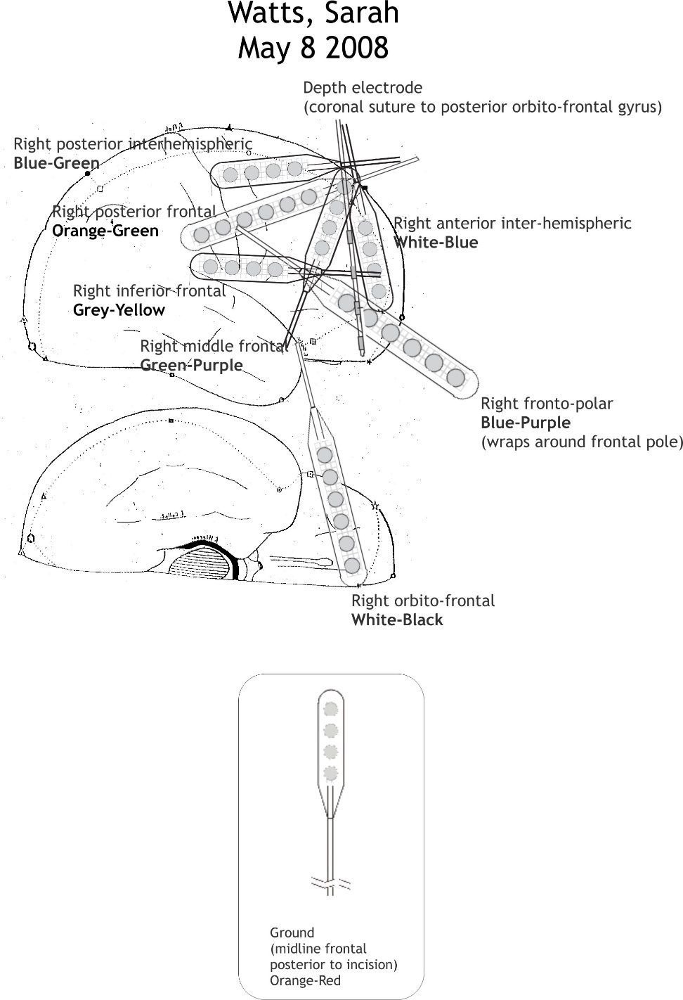 Watts, Sarah
May 8 2008
Depth electrode
(coronal suture to posterior orbito-frontal gyrus)
Right posterior interhemispheric
Blue-Green
Right posterior frontal
Orange-Green
Right anterior inter-hemispheric
White-Blue
Right inferior frontal
Grey-Yellow
Right middle frontal
Green-Purple
Right fronto-polar
Blue-Purple
(wraps around frontal pole)
Right orbito-frontal
White-Black
Ground
(midline frontal
posterior to incision)
Orange-Red